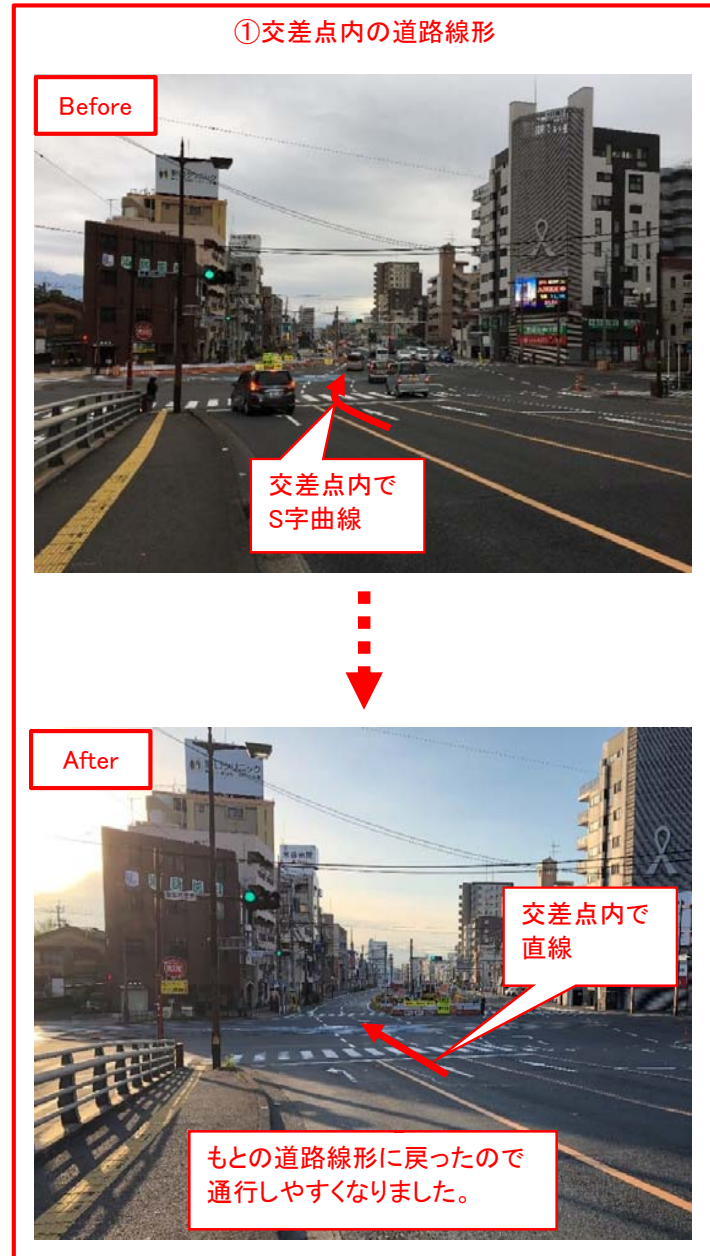 ①交差点内の道路線形
Before
交差点内で
S字曲線
After
交差点内で
直線
もとの道路線形に戻ったので
通行しやすくなりました。